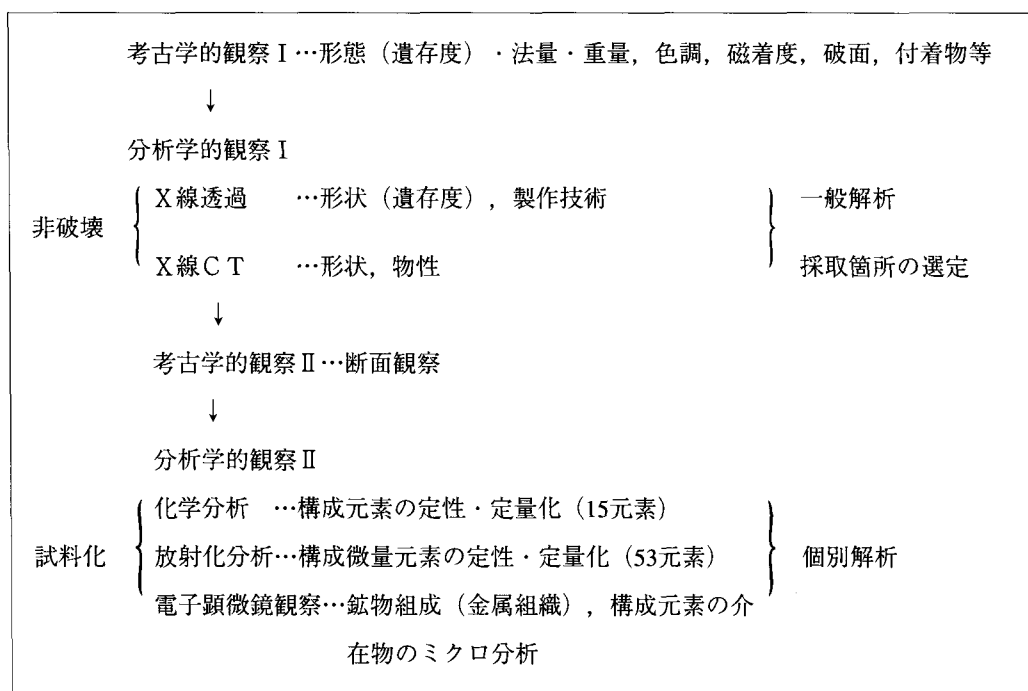 考古学的観察Ⅰ…形態（遺存度）・法量・重量，色調，磁着度，破面，付着物等
↓
分析学的観察Ⅰ
非破壊 { X線透過 …形状（遺存度），製作技術 } 一般解析
X線CT …形状，物性 採取箇所の選定
↓
考古学的観察Ⅱ…断面観察
↓
分析学的観察Ⅱ
化学分析 …構成元素の定性・定量化（15元素）
試料化 { 放射化分析…構成微量元素の定性・定量化（53元素） } 個別解析
電子顕微鏡観察…鉱物組成（金属組織），構成元素の介
在物のミクロ分析